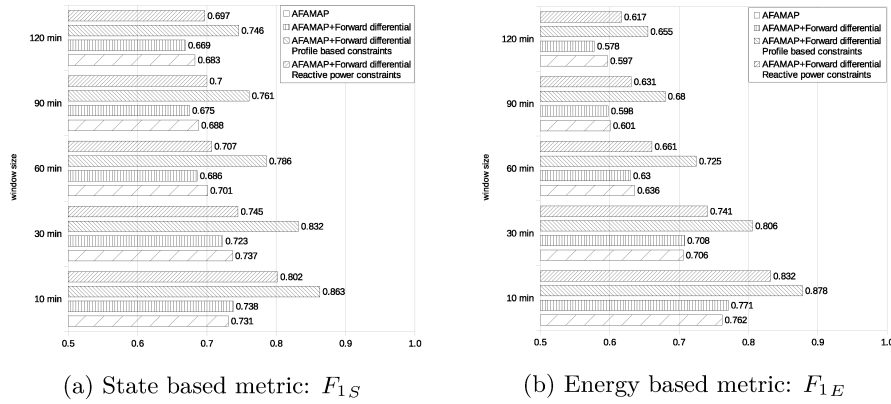 0.697
0.746
0.669
0.683
120 min
0.7
0.761
0.675
0.688
90 min
0.707
0.786
0.686
0.701
60 min
0.745
0.832
0.723
0.737
30 min
0.802
0.863
0.738
0.731
10 min
window size
0.5 0.6 0.7 0.8 0.9 1.0
AFAMAP
AFAMAP+Forward differential
AFAMAP+Forward differential
Profile based constraints
AFAMAP+Forward differential
Reactive power constraints
(a) State based metric: F1S
0.617
0.655
0.578
0.597
120 min
0.631
0.68
0.598
0.601
90 min
0.661
0.725
0.63
0.636
60 min
0.741
0.806
0.708
0.706
30 min
0.832
0.878
0.771
0.762
10 min
window size
0.5 0.6 0.7 0.8 0.9 1.0
AFAMAP
AFAMAP+Forward differential
AFAMAP+Forward differential
Profile based constraints
AFAMAP+Forward differential
Reactive power constraints
(b) Energy based metric: F1E